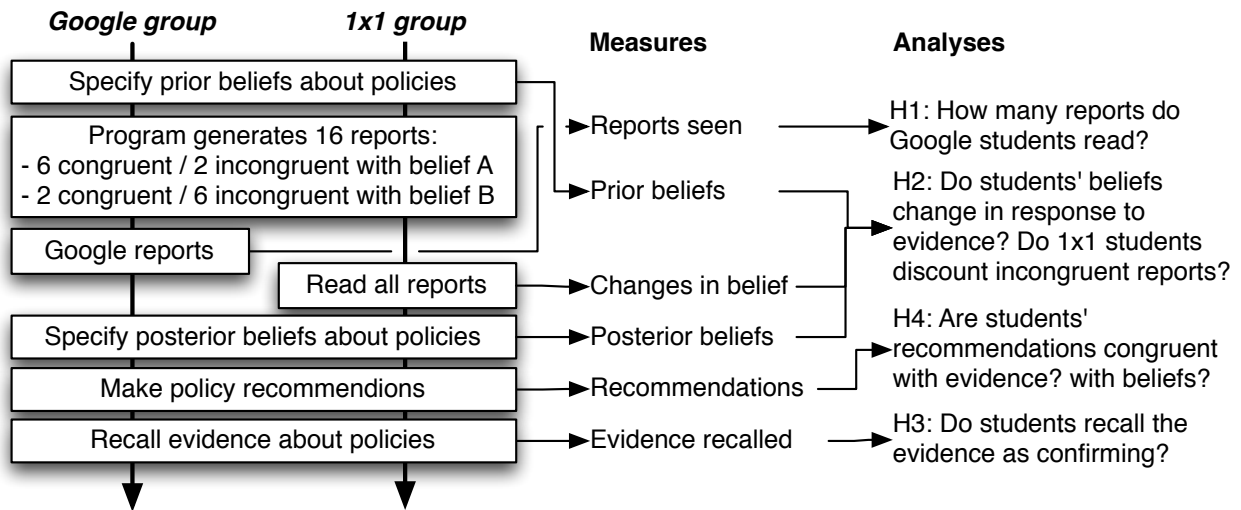 Google group
1x1 group
Measures
Analyses
Specify prior beliefs about policies
Program generates 16 reports:
- 6 congruent / 2 incongruent with belief A
- 2 congruent / 6 incongruent with belief B
Google reports
Read all reports
Specify posterior beliefs about policies
Make policy recommendions
Recall evidence about policies
Reports seen
Prior beliefs
Changes in belief
Posterior beliefs
Recommendations
Evidence recalled
H1: How many reports do
Google students read?
H2: Do students' beliefs
change in response to
evidence? Do 1x1 students
discount incongruent reports?
H4: Are students'
recommendations congruent
with evidence? with beliefs?
H3: Do students recall the
evidence as confirming?